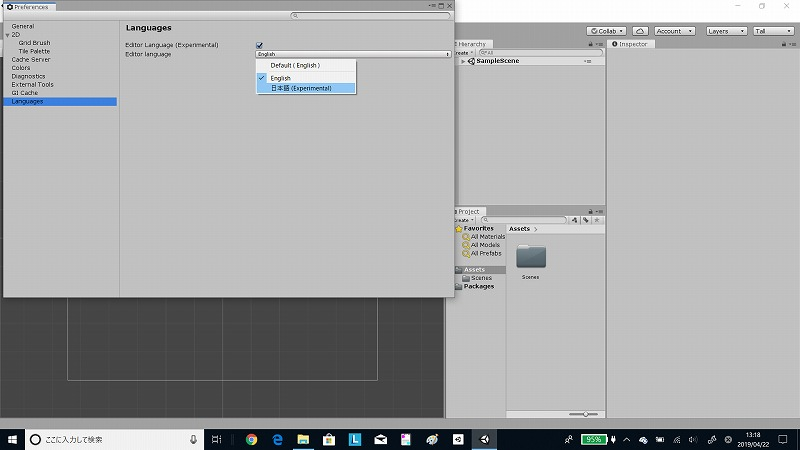 Preferences
General
2D
Grid Brush
Tile Palette
Cache Server
Colors
Diagnostics
External Tools
GI Cache
Languages
Languages
Editor Language (Experimental)
Editor language
English
Default ( English )
English
日本語 (Experimental)
Collab
Account
Layers
Tall
Hierarchy
Create
All
SampleScene
Inspector
Project
Create
Favorites
All Materials
All Models
All Prefabs
Assets
Scenes
Packages
Assets
Scenes
ここに入力して検索
95%
13:18
2019/04/22